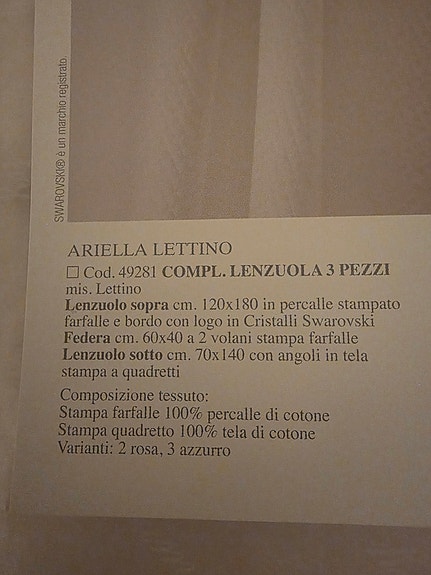 SWAROVSKI® è un marchio registrato.
ARIELLA LETTINO
☐ Cod. 49281 COMPL. LENZUOLA 3 PEZZI
mis. Lettino
Lenzuolo sopra cm. 120x180 in percalle stampato
farfalle e bordo con logo in Cristalli Swarovski
Federa cm. 60x40 a 2 volani stampa farfalle
Lenzuolo sotto cm. 70x140 con angoli in tela
stampa a quadretti
Composizione tessuto:
Stampa farfalle 100% percalle di cotone
Stampa quadretto 100% tela di cotone
Varianti: 2 rosa, 3 azzurro